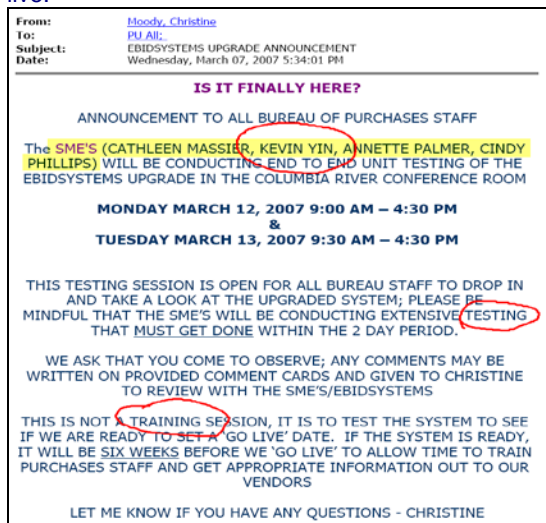 From: Moody, Christine
To: PU All;
Subject: EBIDSYSTEMS UPGRADE ANNOUNCEMENT
Date: Wednesday, March 07, 2007 5:34:01 PM
IS IT FINALLY HERE?
ANNOUNCEMENT TO ALL BUREAU OF PURCHASES STAFF
The SME'S (CATHLEEN MASSIER, KEVIN YIN, ANNETTE PALMER, CINDY
PHILLIPS) WILL BE CONDUCTING END TO END UNIT TESTING OF THE
EBIDSYSTEMS UPGRADE IN THE COLUMBIA RIVER CONFERENCE ROOM
MONDAY MARCH 12, 2007 9:00 AM – 4:30 PM
&
TUESDAY MARCH 13, 2007 9:30 AM – 4:30 PM
THIS TESTING SESSION IS OPEN FOR ALL BUREAU STAFF TO DROP IN
AND TAKE A LOOK AT THE UPGRADED SYSTEM; PLEASE BE
MINDFUL THAT THE SME'S WILL BE CONDUCTING EXTENSIVE TESTING
THAT MUST GET DONE WITHIN THE 2 DAY PERIOD.
WE ASK THAT YOU COME TO OBSERVE; ANY COMMENTS MAY BE
WRITTEN ON PROVIDED COMMENT CARDS AND GIVEN TO CHRISTINE
TO REVIEW WITH THE SME'S/EBIDSYSTEMS
THIS IS NOT A TRAINING SESSION, IT IS TO TEST THE SYSTEM TO SEE
IF WE ARE READY TO SET A 'GO LIVE' DATE. IF THE SYSTEM IS READY,
IT WILL BE SIX WEEKS BEFORE WE 'GO LIVE' TO ALLOW TIME TO TRAIN
PURCHASES STAFF AND GET APPROPRIATE INFORMATION OUT TO OUR
VENDORS
LET ME KNOW IF YOU HAVE ANY QUESTIONS - CHRISTINE